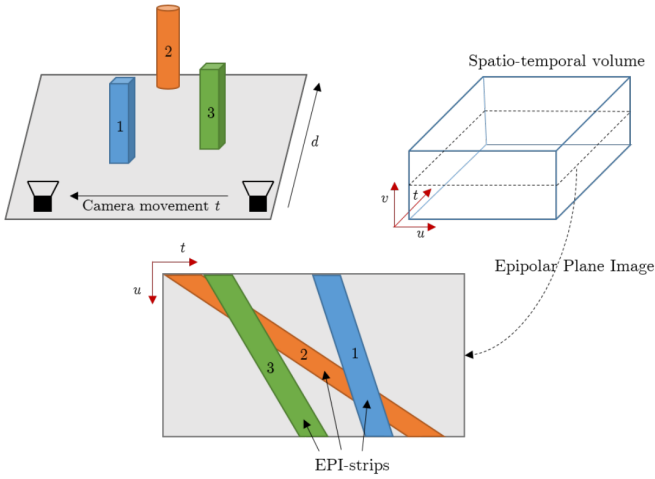 2
1
3
d
Camera movement t
Spatio-temporal volume
v
t
u
Epipolar Plane Image
t
u
3
2
1
EPI-strips